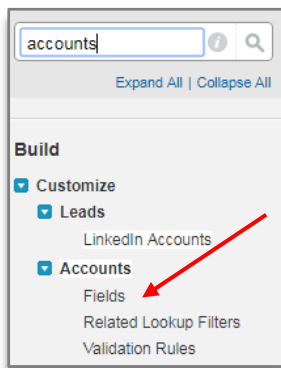 accounts
Expand All | Collapse All
Build
Customize
Leads
LinkedIn Accounts
Accounts
Fields
Related Lookup Filters
Validation Rules